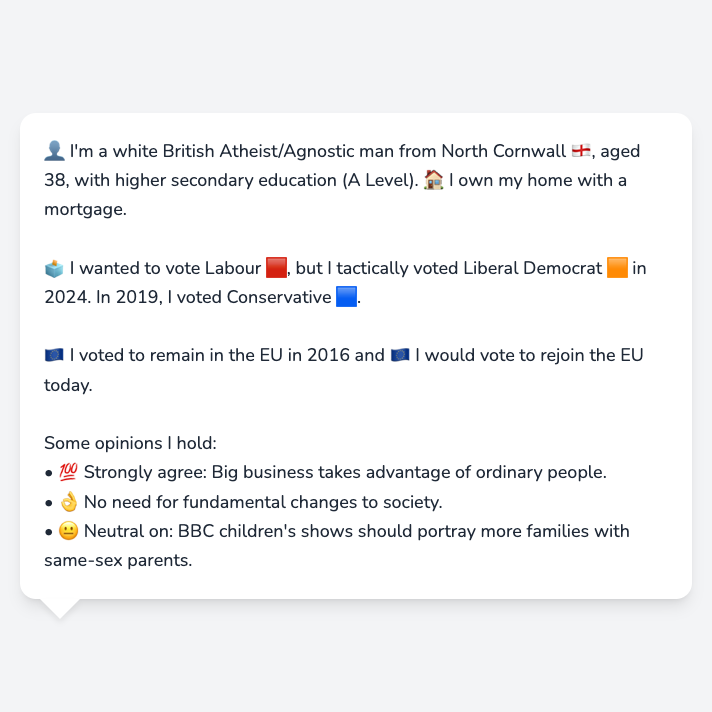 👤 I'm a white British Atheist/Agnostic man from North Cornwall 🏴󠁧󠁢󠁥󠁮󠁧󠁿, aged
38, with higher secondary education (A Level). 🏠 I own my home with a
mortgage.
🗳️ I wanted to vote Labour 🟥, but I tactically voted Liberal Democrat 🟧 in
2024. In 2019, I voted Conservative 🟦.
🇪🇺 I voted to remain in the EU in 2016 and 🇪🇺 I would vote to rejoin the EU
today.
Some opinions I hold:
• 💯 Strongly agree: Big business takes advantage of ordinary people.
• 👌 No need for fundamental changes to society.
• 😐 Neutral on: BBC children's shows should portray more families with
same-sex parents.